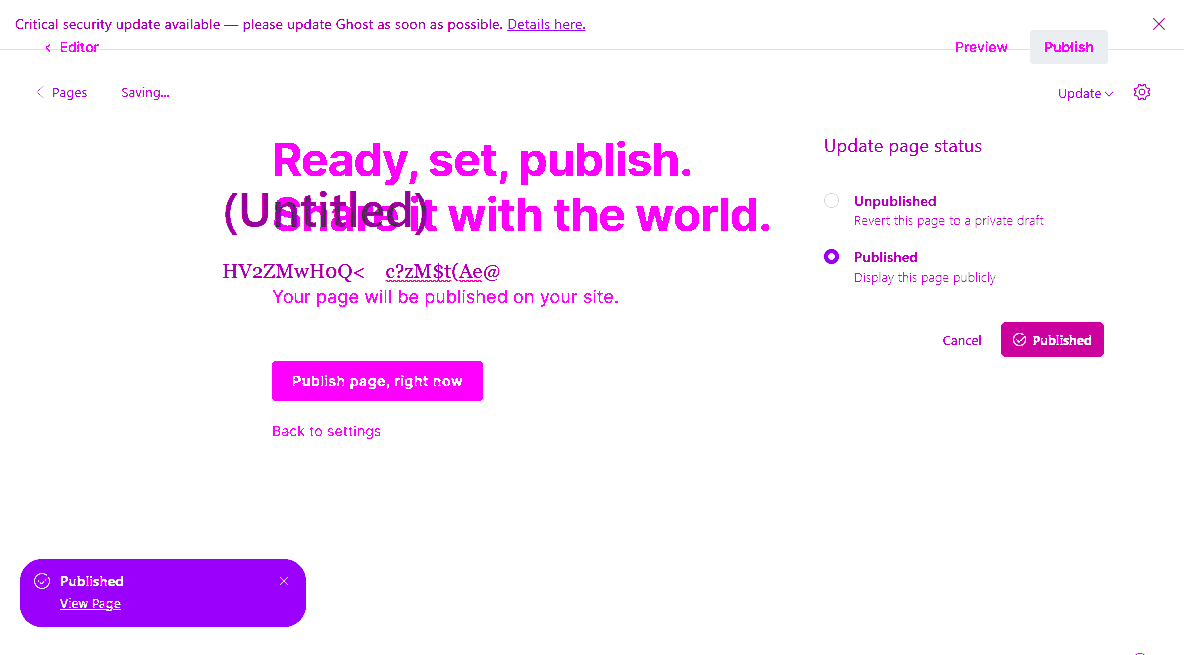 Critical security update available — please update Ghost as soon as possible. Details here.
Editor
Preview
Publish
Pages
Saving...
Update
Update page status
Ready, set, publish.
(Untitled)
Share it with the world.
Unpublished
Revert this page to a private draft
Published
Display this page publicly
HV2ZMwH0Q< c?zM$t(Ae@
Your page will be published on your site.
Cancel
Published
Publish page, right now
Back to settings
Published
View Page